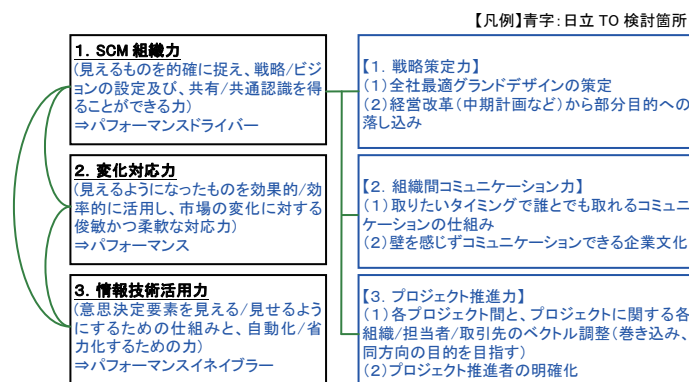 【凡例】青字：日立 TO 検討箇所
1．SCM 組織力
（見えるものを的確に捉え、戦略/ビジ
ョンの設定及び、共有/共通認識を得
ることができる力）
⇒パフォーマンスドライバー
2．変化対応力
（見えるようになったものを効果的/効
率的に活用し、市場の変化に対する
俊敏かつ柔軟な対応力）
⇒パフォーマンス
3．情報技術活用力
（意思決定要素を見える/見せるよう
にするための仕組みと、自動化/省
力化するための力）
⇒パフォーマンスイネイブラー
【1．戦略策定力】
（1）全社最適グランドデザインの策定
（2）経営改革（中期計画など）から部分目的への
落し込み
【2．組織間コミュニケーション力】
（1）取りたいタイミングで誰とでも取れるコミュニ
ケーションの仕組み
（2）壁を感じずコミュニケーションできる企業文化
【3．プロジェクト推進力】
（1）各プロジェクト間と、プロジェクトに関する各
組織/担当者/取引先のベクトル調整（巻き込み、
同方向の目的を目指す）
（2）プロジェクト推進者の明確化